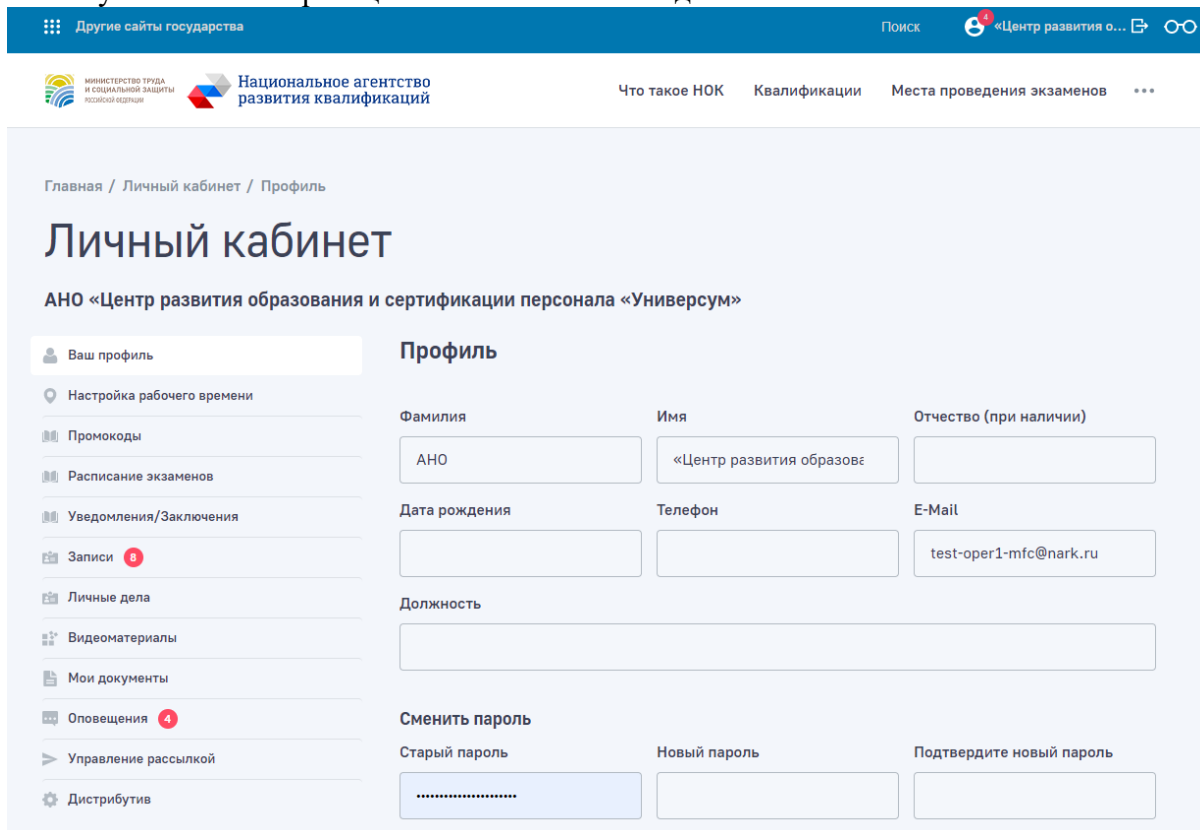 Другие сайты государства
Поиск
4
«Центр развития о...
МИНИСТЕРСТВО ТРУДА
И СОЦИАЛЬНОЙ ЗАЩИТЫ
РОССИЙСКОЙ ФЕДЕРАЦИИ
Национальное агентство
развития квалификаций
Что такое НОК
Квалификации
Места проведения экзаменов
Главная / Личный кабинет / Профиль
Личный кабинет
АНО «Центр развития образования и сертификации персонала «Универсум»
Ваш профиль
Настройка рабочего времени
Промокоды
Расписание экзаменов
Уведомления/Заключения
Записи 8
Личные дела
Видеоматериалы
Мои документы
Оповещения 4
Управление рассылкой
Дистрибутив
Профиль
Фамилия Имя Отчество (при наличии)
АНО «Центр развития образова
Дата рождения Телефон E-Mail
test-oper1-mfc@nark.ru
Должность
Сменить пароль
Старый пароль Новый пароль Подтвердите новый пароль